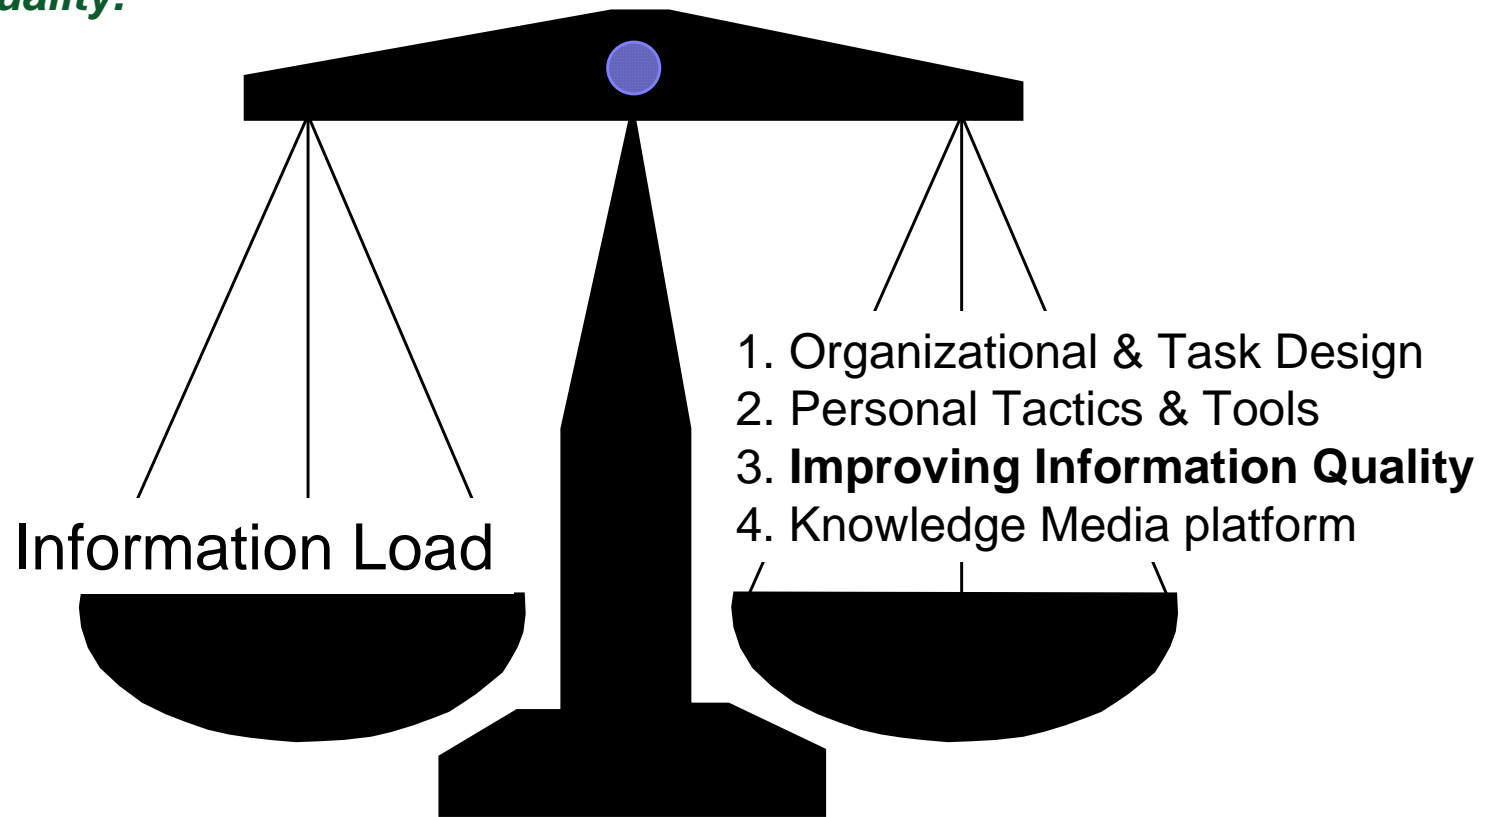 1. Organizational & Task Design
2. Personal Tactics & Tools
3. Improving Information Quality
4. Knowledge Media platform
Information Load